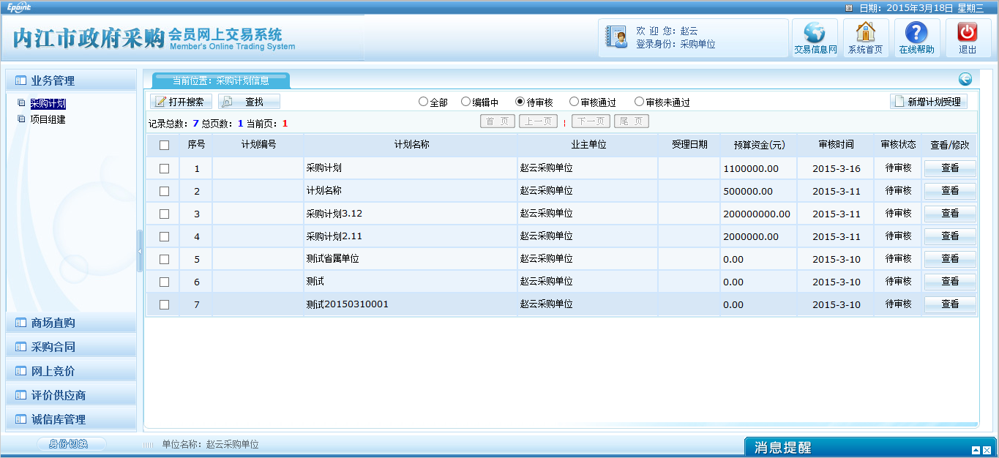 Epoint
日期：2015年3月18日 星期三
内江市政府采购 会员网上交易系统
Member's Online Trading System
欢 迎 您：赵云
登录身份：采购单位
交易信息网 系统首页 在线帮助 退出
业务管理
采购计划
项目组建
商场直购
采购合同
网上竞价
评价供应商
诚信库管理
当前位置：采购计划信息
打开搜索 查找 全部 编辑中 待审核 审核通过 审核未通过 新增计划受理
记录总数：7 总页数：1 当前页：1 首 页 上一页 ¦ 下一页 尾 页
序号 计划编号 计划名称 业主单位 受理日期 预算资金(元) 审核时间 审核状态 查看/修改
1 采购计划 赵云采购单位 1100000.00 2015-3-16 待审核 查看
2 计划名称 赵云采购单位 500000.00 2015-3-11 待审核 查看
3 采购计划3.12 赵云采购单位 200000000.00 2015-3-11 待审核 查看
4 采购计划2.11 赵云采购单位 2000000.00 2015-3-11 待审核 查看
5 测试省属单位 赵云采购单位 0.00 2015-3-10 待审核 查看
6 测试 赵云采购单位 0.00 2015-3-10 待审核 查看
7 测试20150310001 赵云采购单位 0.00 2015-3-10 待审核 查看
身份切换 单位名称：赵云采购单位 消息提醒